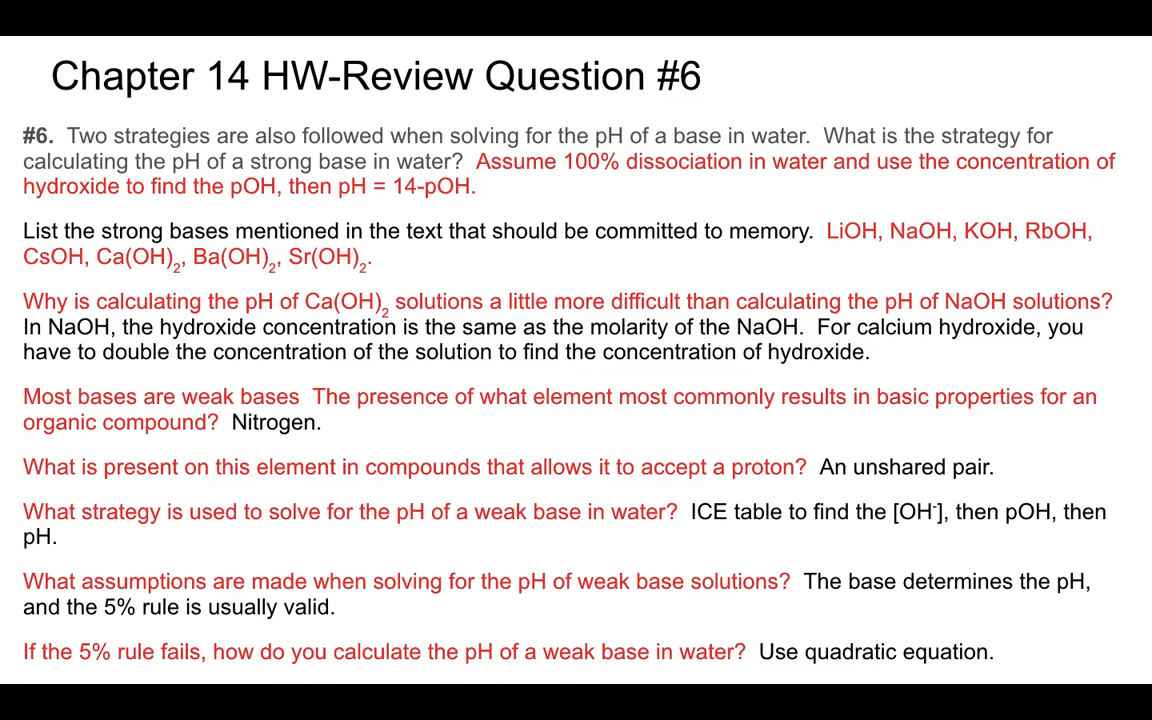 Chapter 14 HW-Review Question #6
#6. Two strategies are also followed when solving for the pH of a base in water. What is the strategy for
calculating the pH of a strong base in water? Assume 100% dissociation in water and use the concentration of
hydroxide to find the pOH, then pH = 14-pOH.
List the strong bases mentioned in the text that should be committed to memory. LiOH, NaOH, KOH, RbOH,
CsOH, Ca(OH)₂, Ba(OH)₂, Sr(OH)₂.
Why is calculating the pH of Ca(OH)₂ solutions a little more difficult than calculating the pH of NaOH solutions?
In NaOH, the hydroxide concentration is the same as the molarity of the NaOH. For calcium hydroxide, you
have to double the concentration of the solution to find the concentration of hydroxide.
Most bases are weak bases The presence of what element most commonly results in basic properties for an
organic compound? Nitrogen.
What is present on this element in compounds that allows it to accept a proton? An unshared pair.
What strategy is used to solve for the pH of a weak base in water? ICE table to find the [OH⁻], then pOH, then
pH.
What assumptions are made when solving for the pH of weak base solutions? The base determines the pH,
and the 5% rule is usually valid.
If the 5% rule fails, how do you calculate the pH of a weak base in water? Use quadratic equation.